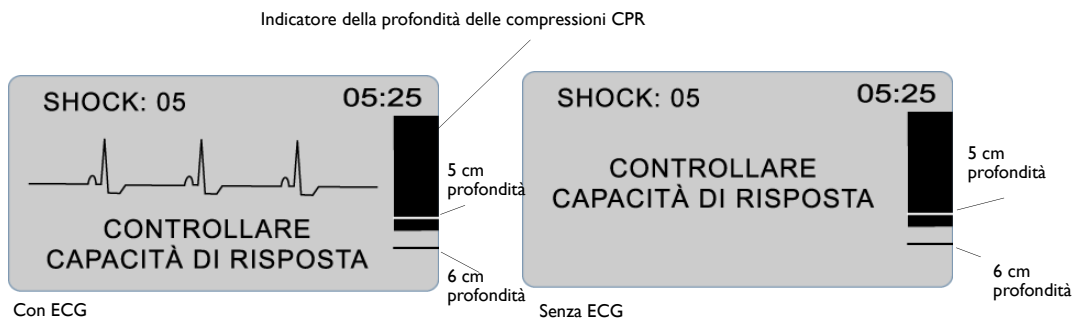 Indicatore della profondità delle compressioni CPR
SHOCK: 05
05:25
CONTROLLARE
CAPACITÀ DI RISPOSTA
5 cm
profondità
6 cm
profondità
Con ECG
SHOCK: 05
05:25
CONTROLLARE
CAPACITÀ DI RISPOSTA
5 cm
profondità
6 cm
profondità
Senza ECG